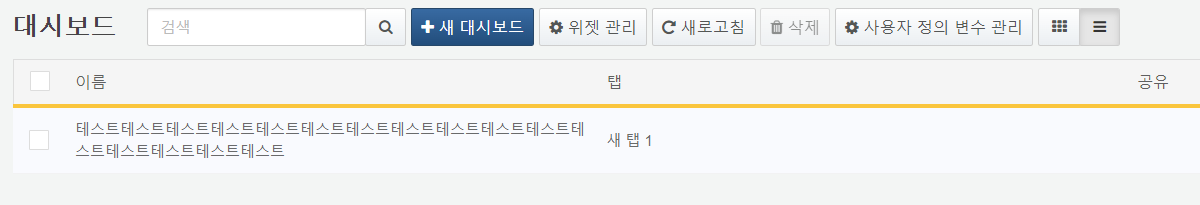 대시보드 검색 새 대시보드 위젯 관리 새로고침 삭제 사용자 정의 변수 관리
이름 탭 공유
테스트테스트테스트테스트테스트테스트테스트테스트테스트테스트테스트테
스트테스트테스트테스트테스트
새 탭 1